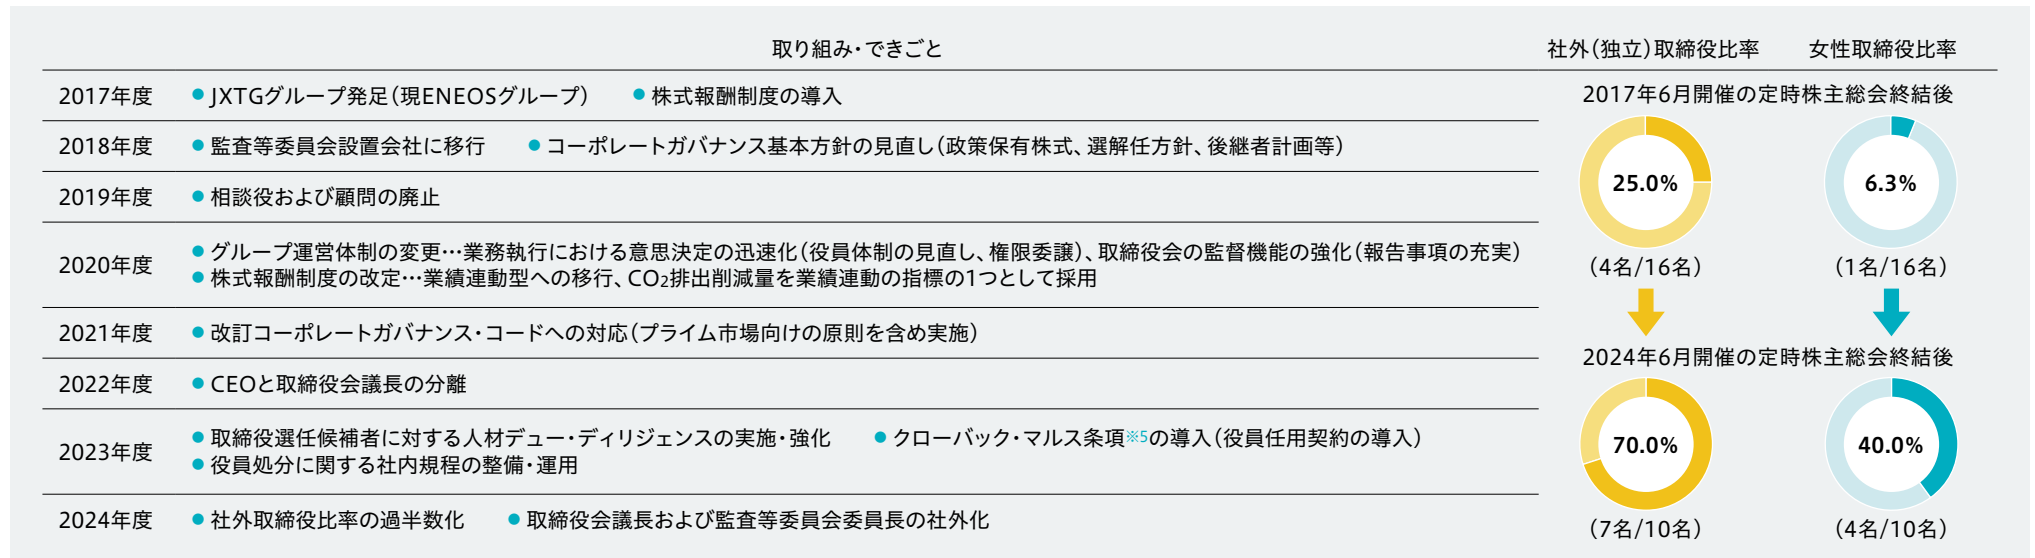 取り組み・できごと 社外(独立)取締役比率 女性取締役比率
2017年度 ●JXTGグループ発足(現ENEOSグループ) ●株式報酬制度の導入
2018年度 ●監査等委員会設置会社に移行 ●コーポレートガバナンス基本方針の見直し(政策保有株式、選解任方針、後継者計画等)
2019年度 ●相談役および顧問の廃止
2020年度 ●グループ運営体制の変更…業務執行における意思決定の迅速化(役員体制の見直し、権限委譲)、取締役会の監督機能の強化(報告事項の充実)
●株式報酬制度の改定…業績連動型への移行、CO2排出削減量を業績連動の指標の1つとして採用
2021年度 ●改訂コーポレートガバナンス・コードへの対応(プライム市場向けの原則を含め実施)
2022年度 ●CEOと取締役会議長の分離
2023年度 ●取締役選任候補者に対する人材デュー・ディリジェンスの実施・強化 ●クローバック・マルス条項※5の導入(役員任用契約の導入)
●役員処分に関する社内規程の整備・運用
2024年度 ●社外取締役比率の過半数化 ●取締役会議長および監査等委員会委員長の社外化
2017年6月開催の定時株主総会終結後
25.0% 6.3%
(4名/16名) (1名/16名)
2024年6月開催の定時株主総会終結後
70.0% 40.0%
(7名/10名) (4名/10名)